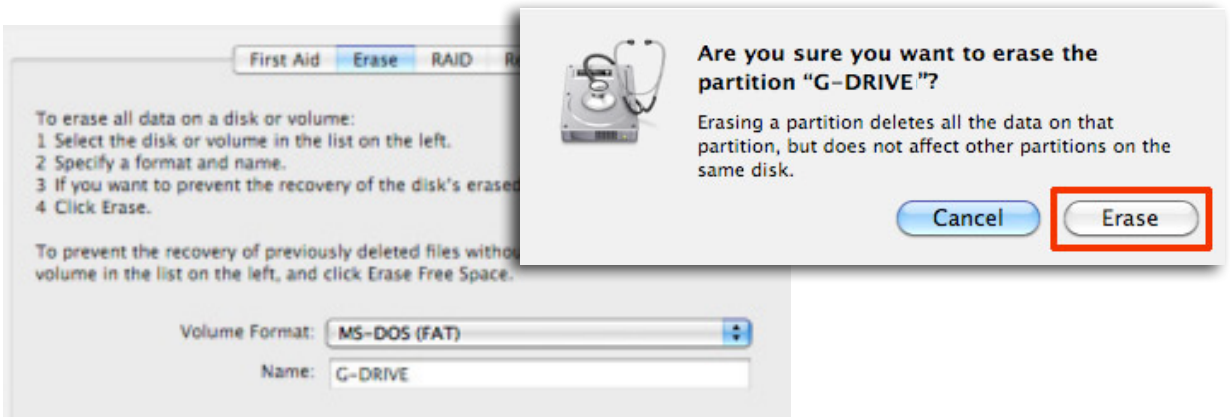 First Aid Erase RAID
To erase all data on a disk or volume:
1 Select the disk or volume in the list on the left.
2 Specify a format and name.
3 If you want to prevent the recovery of the disk's erased
4 Click Erase.
To prevent the recovery of previously deleted files
volume in the list on the left, and click Erase Free Space.
Volume Format: MS-DOS (FAT)
Name: G-DRIVE
Are you sure you want to erase the
partition “G-DRIVE”?
Erasing a partition deletes all the data on that
partition, but does not affect other partitions on the
same disk.
Cancel Erase